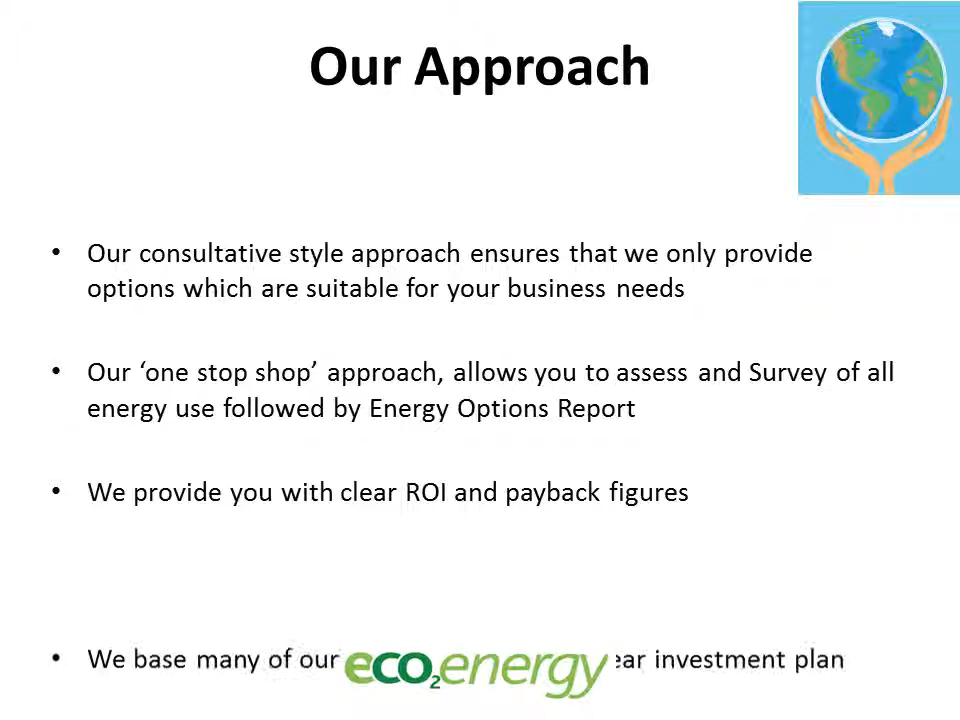 Our Approach
• Our consultative style approach ensures that we only provide
options which are suitable for your business needs
• Our ‘one stop shop’ approach, allows you to assess and Survey of all
energy use followed by Energy Options Report
• We provide you with clear ROI and payback figures
• We base many of our eco2energy ear investment plan